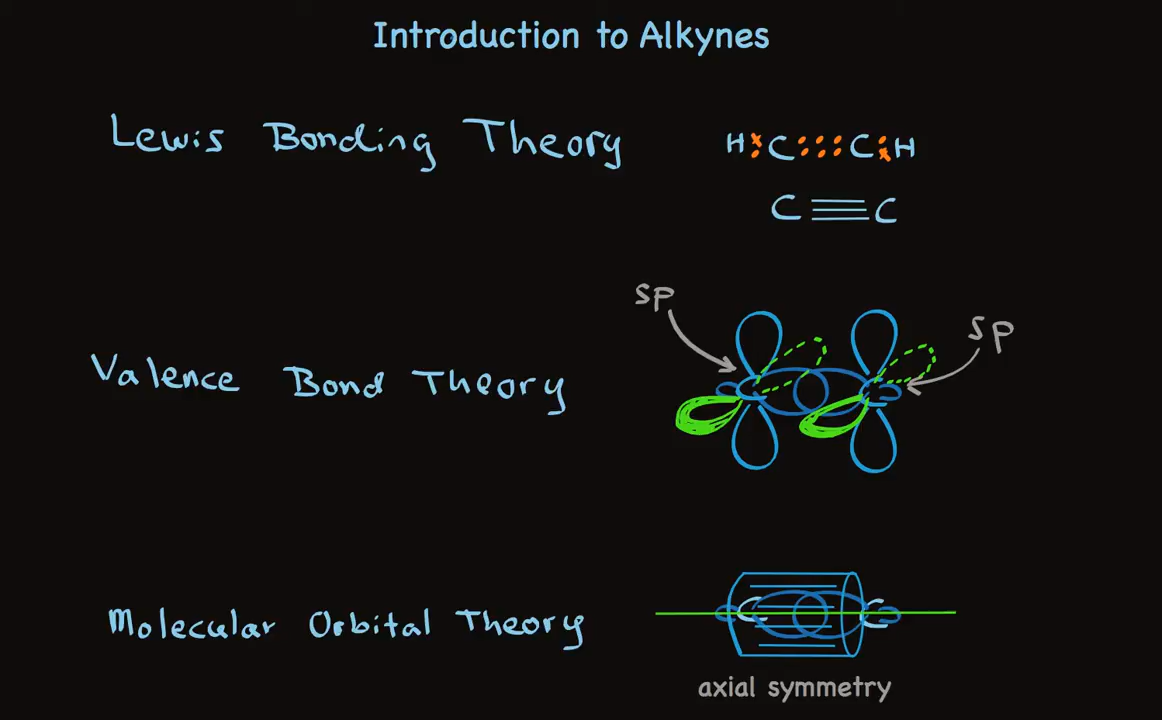 Introduction to Alkynes
Lewis Bonding Theory
H:C:::C:H
C≡C
sp
sp
Valence Bond Theory
Molecular Orbital Theory
axial symmetry